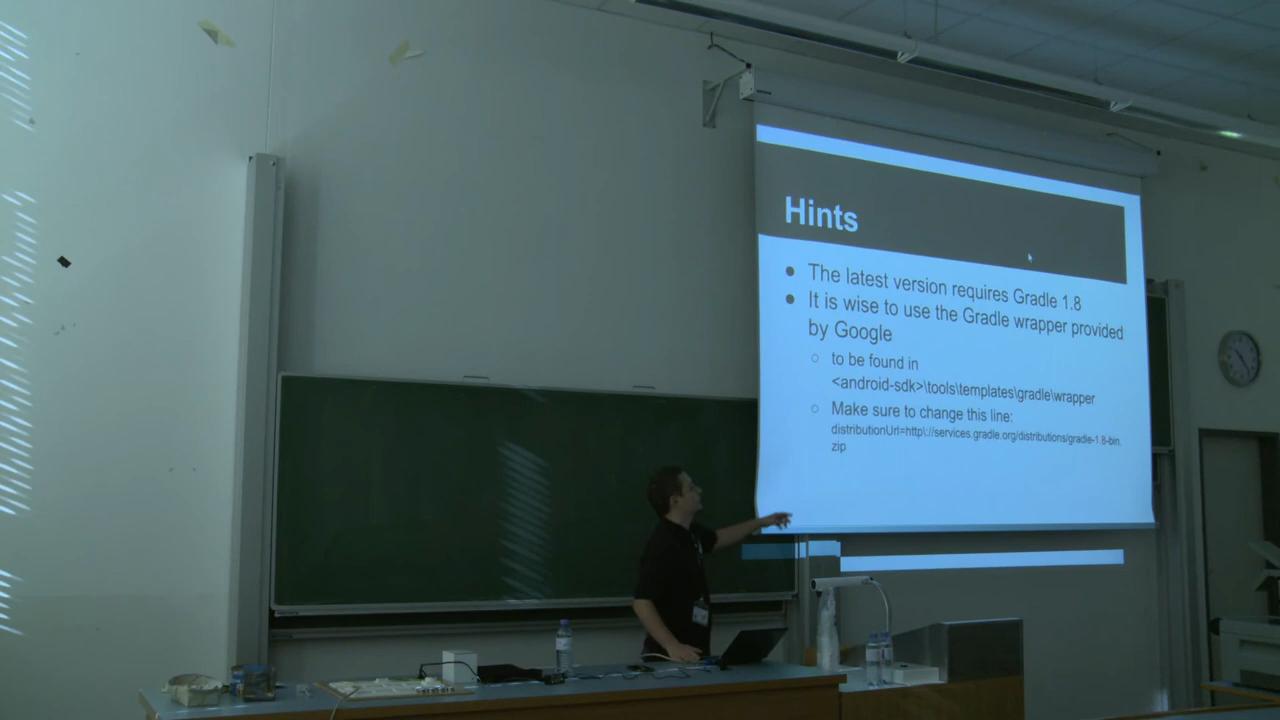 Hints
The latest version requires Gradle 1.8
It is wise to use the Gradle wrapper provided
by Google
to be found in
<android-sdk>\tools\templates\gradle\wrapper
Make sure to change this line:
distributionUrl=http\://services.gradle.org/distributions/gradle-1.8-bin.
zip